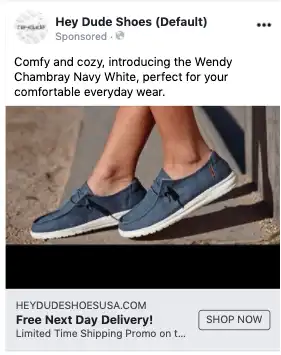 Hey Dude Shoes (Default)
Sponsored ·
Comfy and cozy, introducing the Wendy
Chambray Navy White, perfect for your
comfortable everyday wear.
HEYDUDESHOESUSA.COM
Free Next Day Delivery!
Limited Time Shipping Promo on t...
SHOP NOW